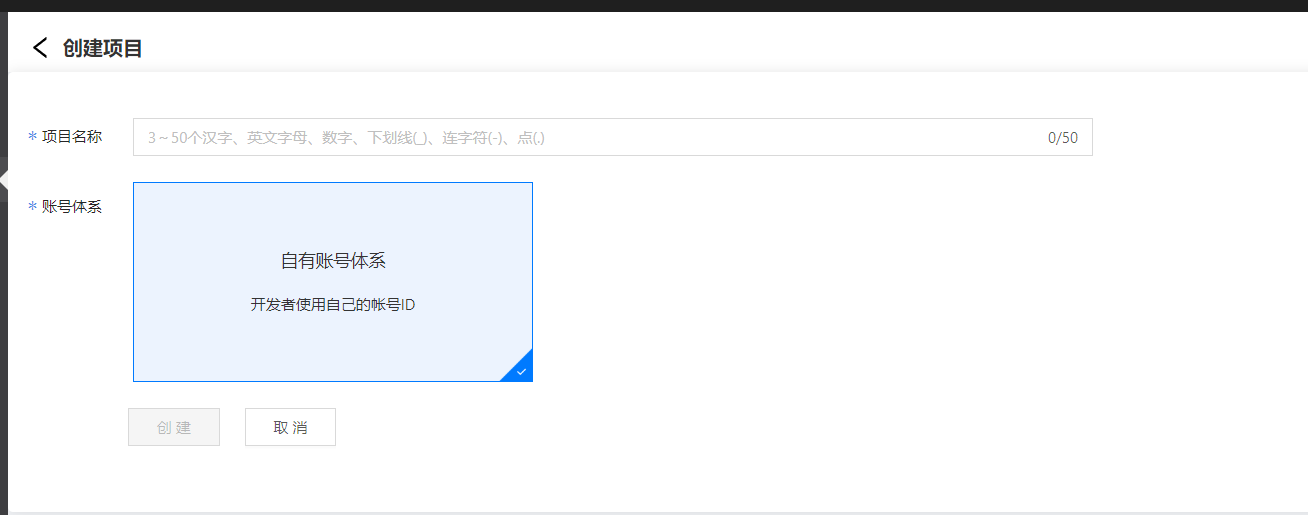 创建项目
* 项目名称
3～50个汉字、英文字母、数字、下划线(_)、连字符(-)、点(.)
0/50
* 账号体系
自有账号体系
开发者使用自己的帐号ID
创 建
取 消